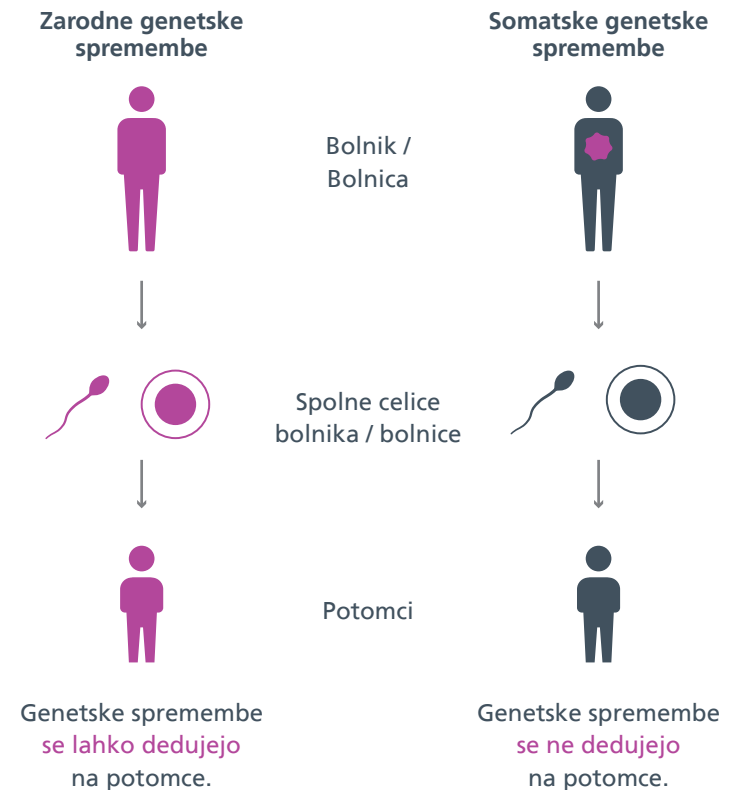 Zarodne genetske
spremembe
Somatske genetske
spremembe
Bolnik /
Bolnica
Spolne celice
bolnika / bolnice
Potomci
Genetske spremembe
se lahko dedujejo
na potomce.
Genetske spremembe
se ne dedujejo
na potomce.